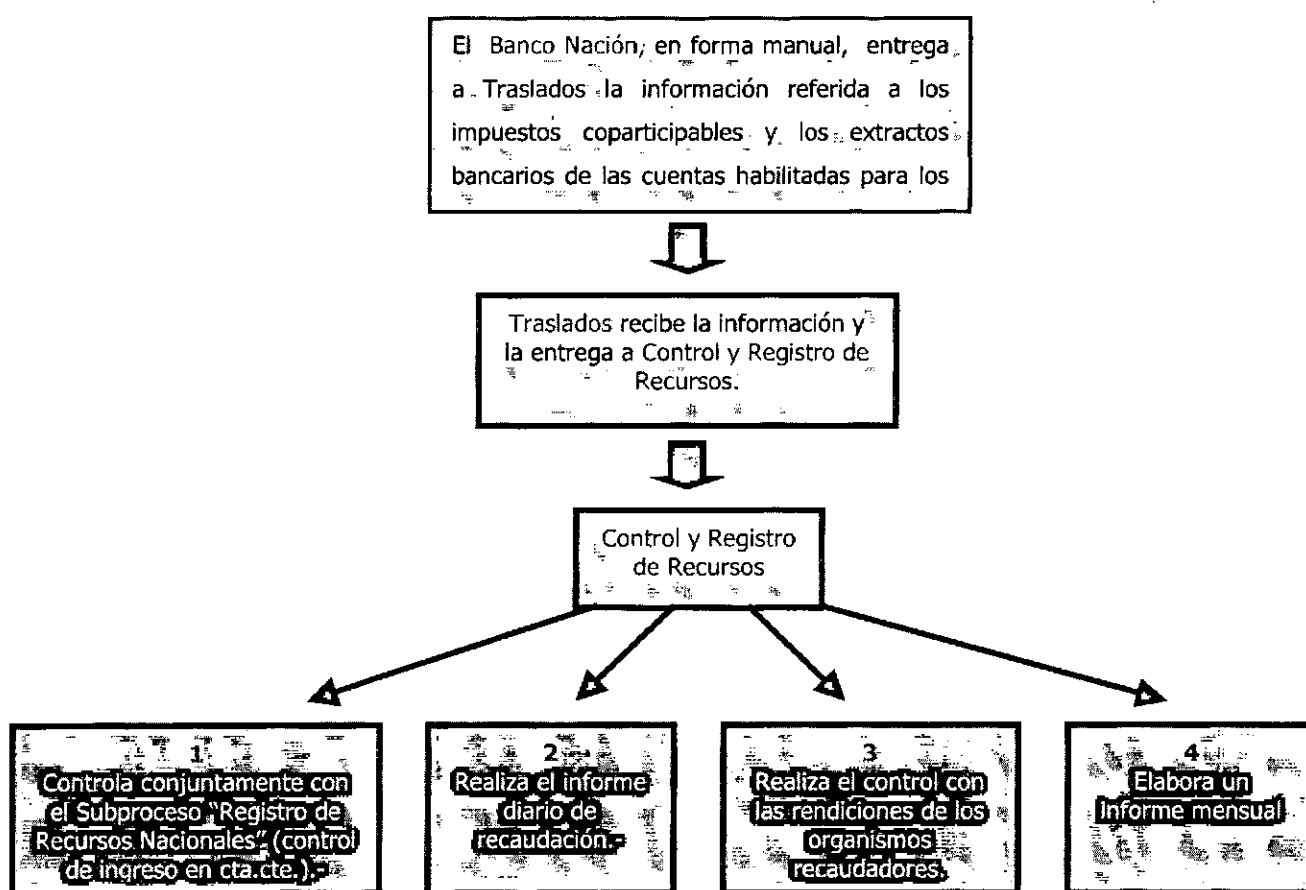 El Banco Nación, en forma manual, entrega
a Traslados la información referida a los
impuestos coparticipables y los extractos
bancarios de las cuentas habilitadas para los
Traslados recibe la información y
la entrega a Control y Registro de
Recursos.
Control y Registro
de Recursos
1
Controla conjuntamente con
el Subproceso "Registro de
Recursos Nacionales" (control
de ingreso en cta.cte.).-
2
Realiza el informe
diario de
recaudación.-
3
Realiza el control con
las rendiciones de los
organismos
recaudadores.
4
Elabora un
Informe mensual